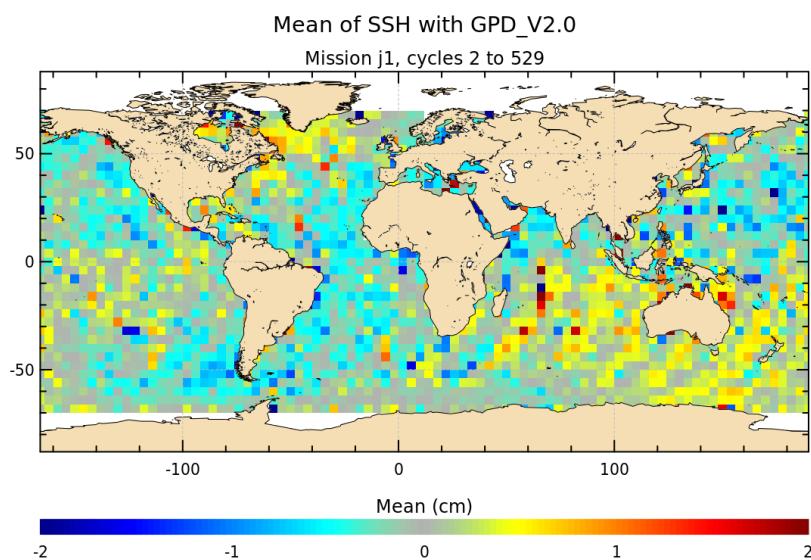 Mean of SSH with GPD_V2.0
Mission j1, cycles 2 to 529
50
0
-50
-100 0 100
Mean (cm)
-2 -1 0 1 2